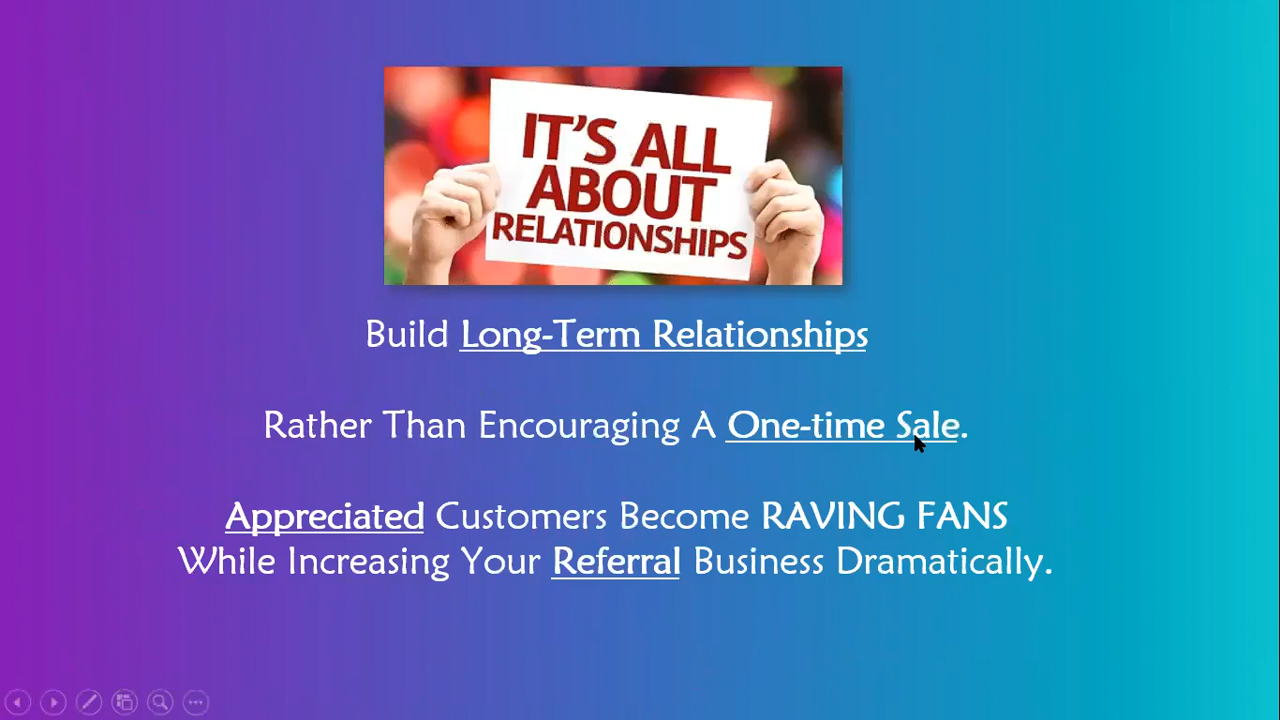 IT'S ALL
ABOUT
RELATIONSHIPS
Build Long-Term Relationships
Rather Than Encouraging A One-time Sale.
Appreciated Customers Become RAVING FANS
While Increasing Your Referral Business Dramatically.